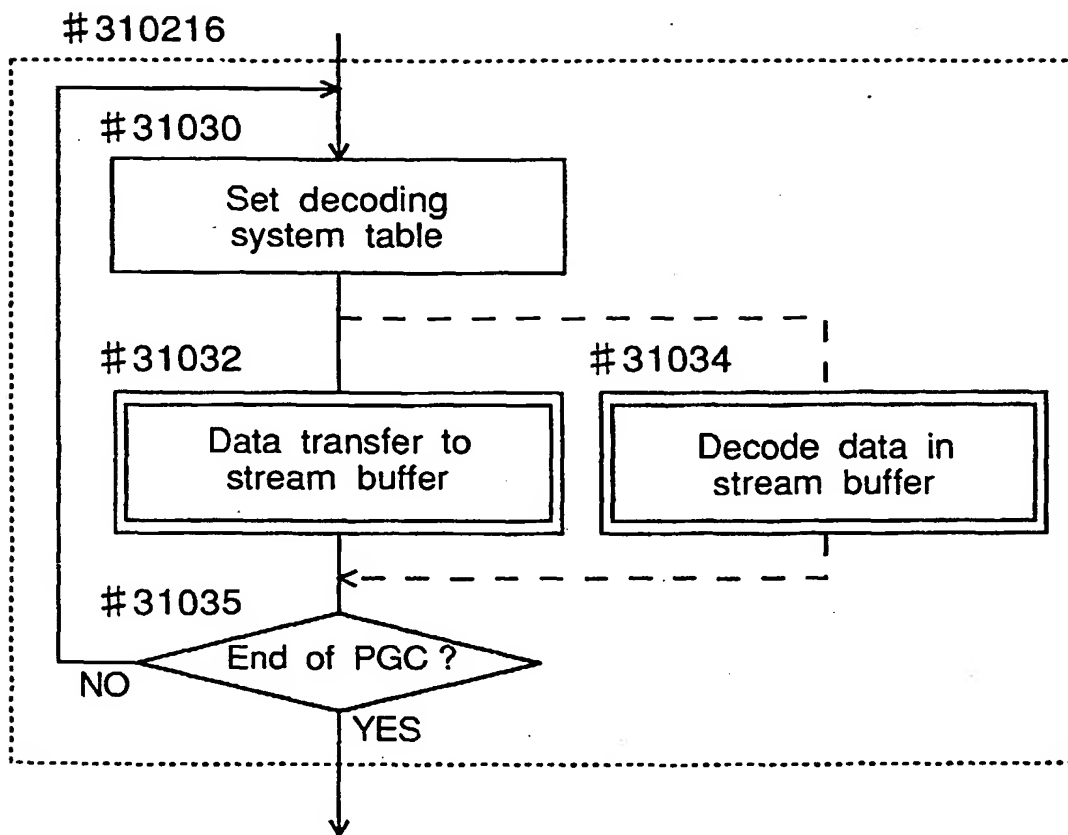 #310216
#31030
Set decoding
system table
#31032
#31034
Data transfer to
stream buffer
Decode data in
stream buffer
#31035
End of PGC?
NO
YES